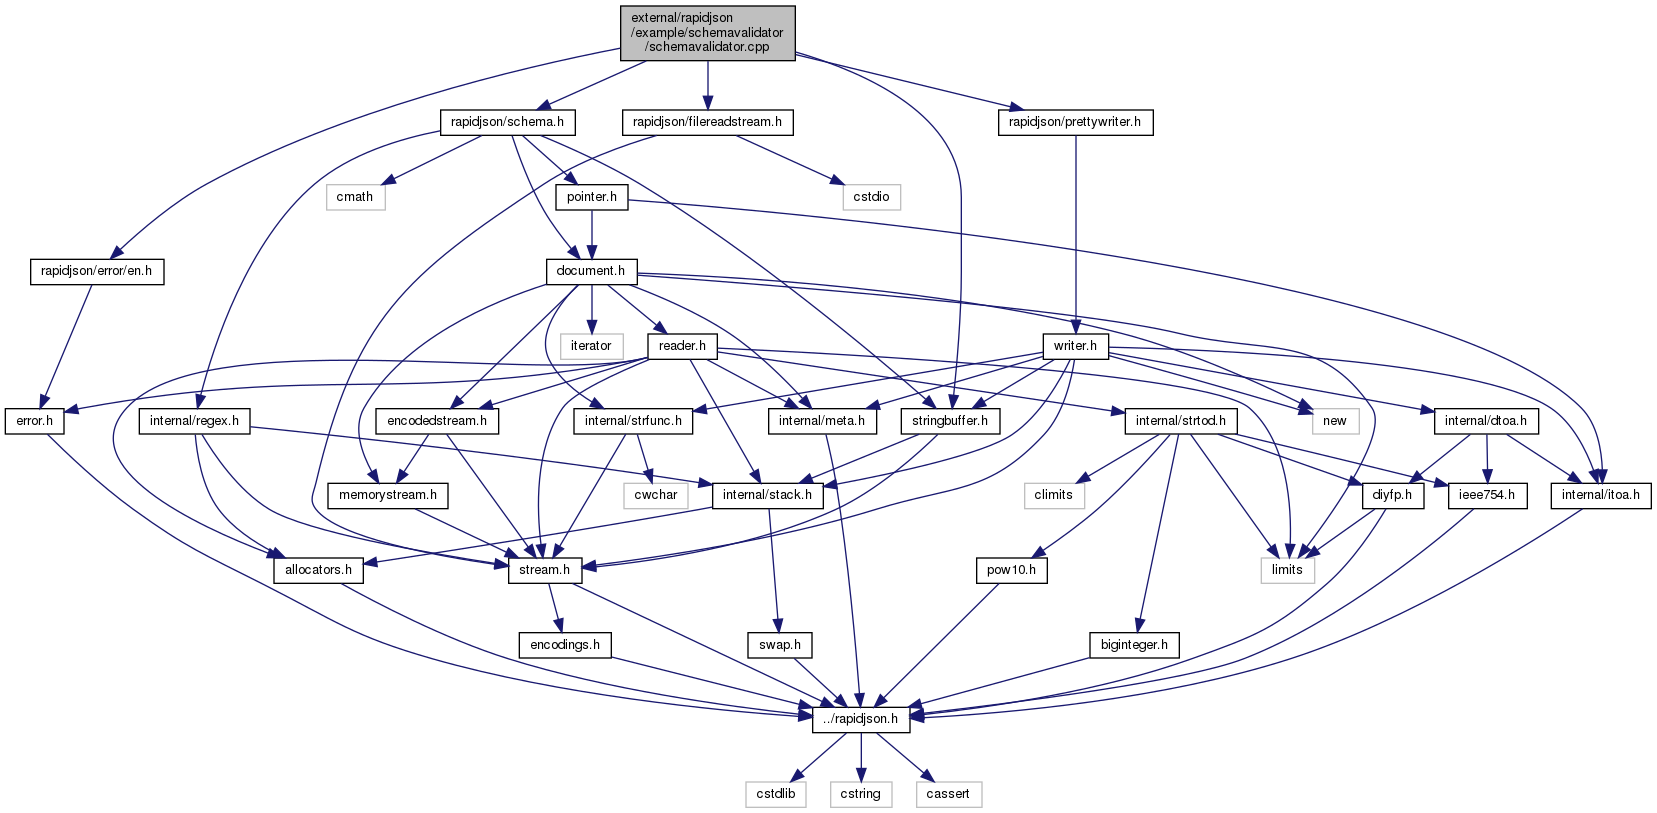 external/rapidjson
/example/schemavalidator
/schemavalidator.cpp
rapidjson/schema.h
rapidjson/filereadstream.h
rapidjson/prettywriter.h
cmath
pointer.h
cstdio
rapidjson/error/en.h
document.h
iterator
reader.h
writer.h
error.h
internal/regex.h
encodedstream.h
internal/strfunc.h
internal/meta.h
stringbuffer.h
internal/strtod.h
new
internal/dtoa.h
memorystream.h
cwchar
internal/stack.h
climits
diyfp.h
ieee754.h
internal/itoa.h
allocators.h
stream.h
pow10.h
limits
encodings.h
swap.h
biginteger.h
../rapidjson.h
cstdlib
cstring
cassert